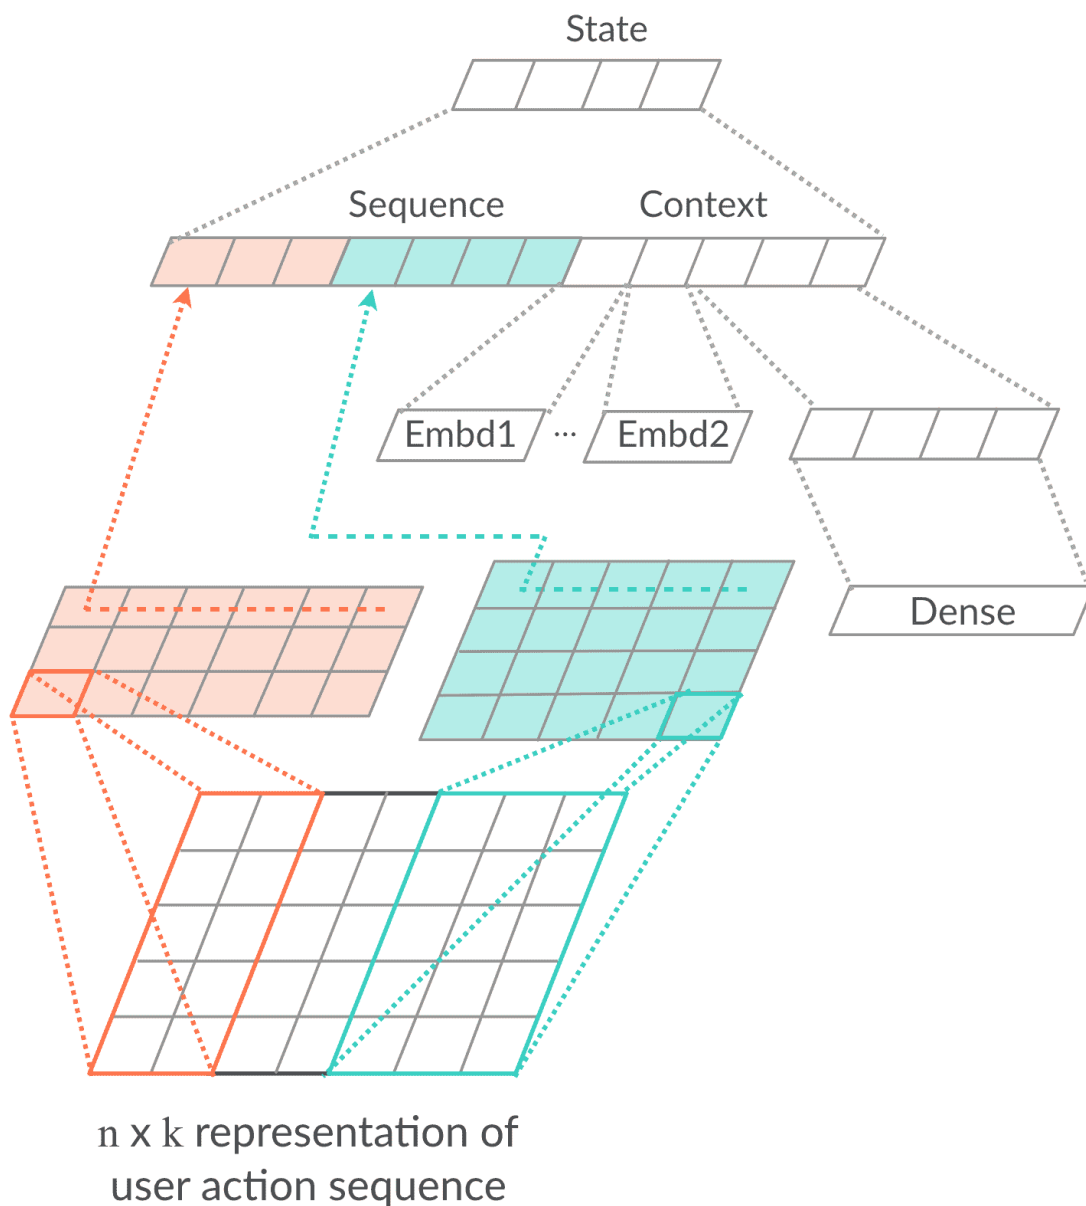 State
Sequence
Context
Embd1
...
Embd2
Dense
n x k representation of
user action sequence